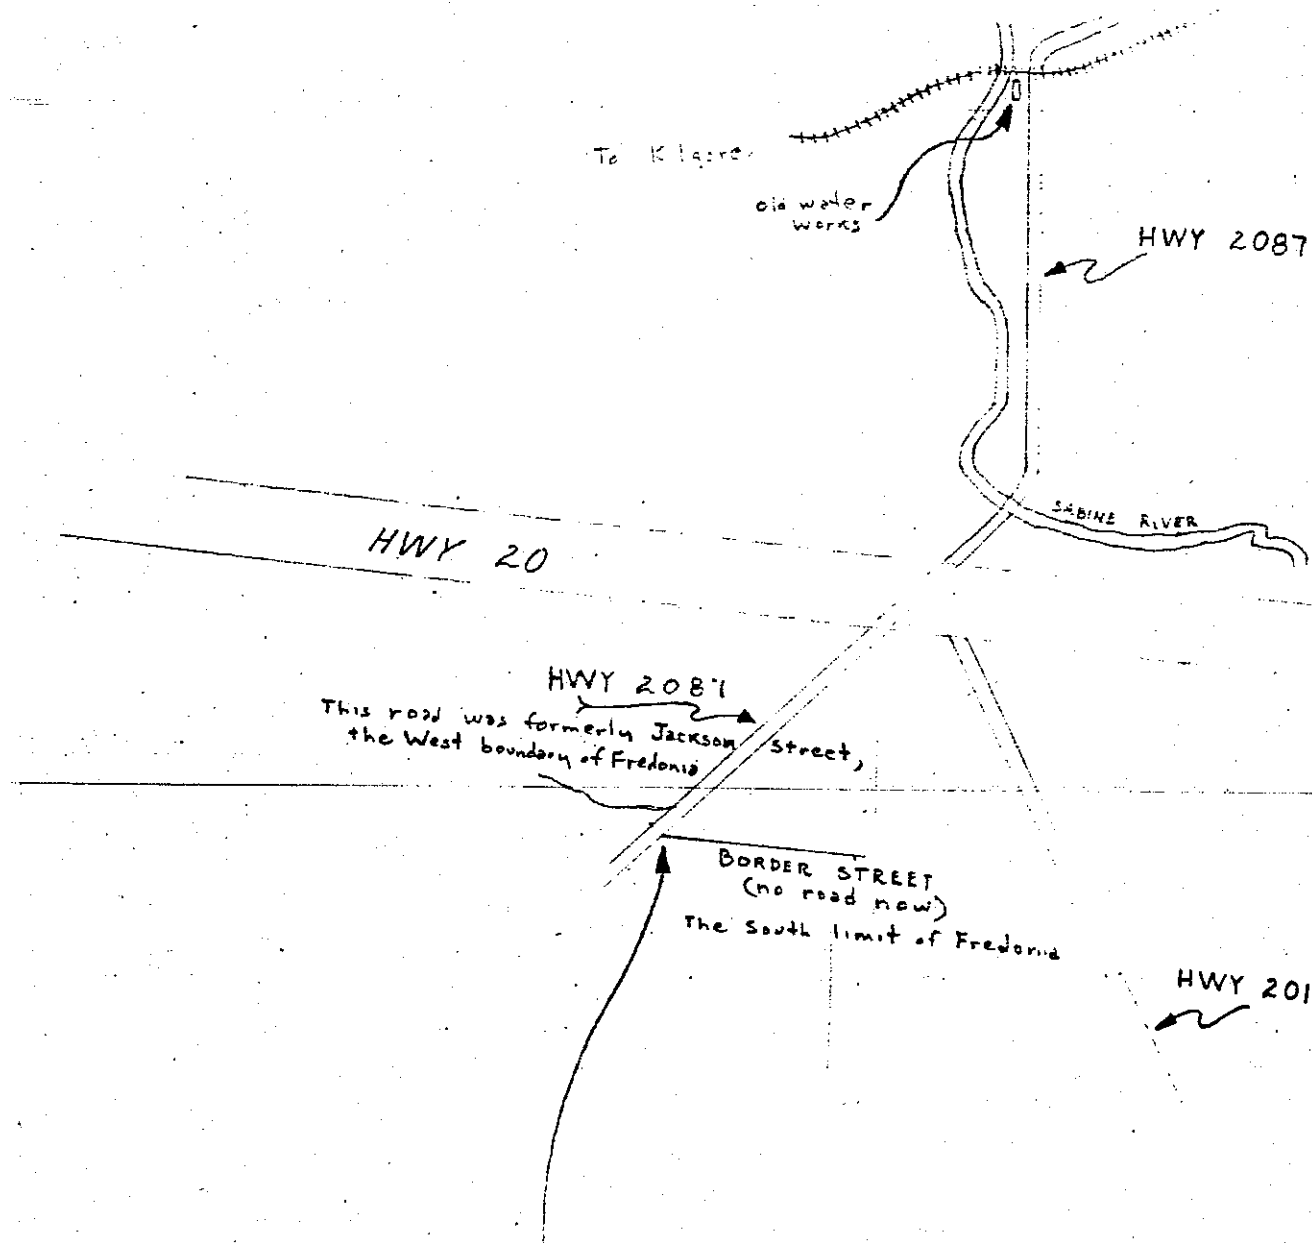 To Kilgore
old water
works
HWY 2087
SABINE RIVER
HWY 20
HWY 2087
This road was formerly Jackson Street,
the West boundary of Fredonia
BORDER STREET
(no road now)
The South limit of Fredonia
HWY 201